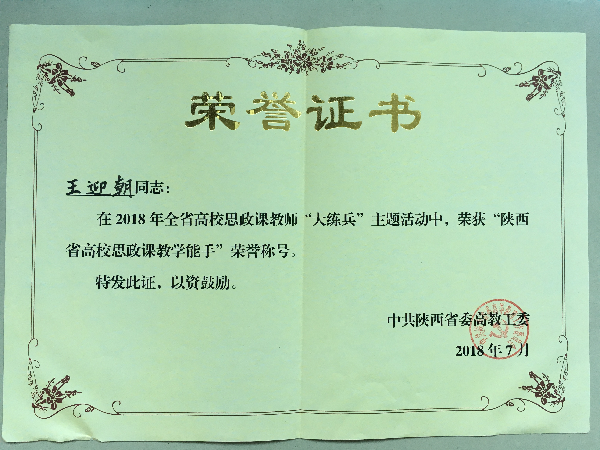 荣誉证书
王迎朝同志：
在2018年全省高校思政课教师“大练兵”主题活动中，荣获“陕西
省高校思政课教学能手”荣誉称号。
特发此证，以资鼓励。
中共陕西省委高教工委
2018年7月